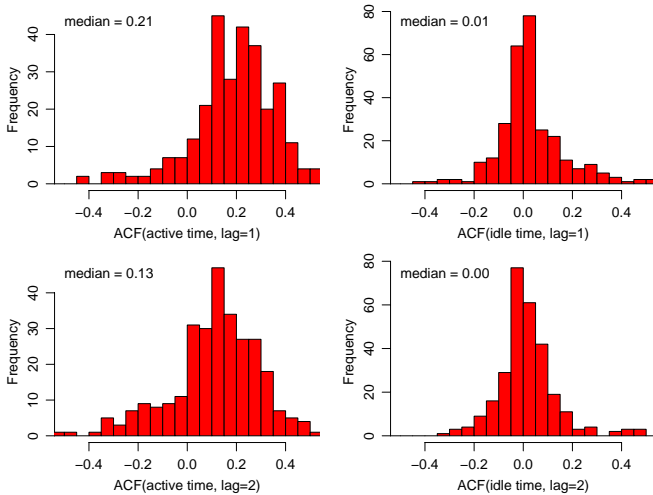 median = 0.21
Frequency
0 10 20 30 40
−0.4 −0.2 0.0 0.2 0.4
ACF(active time, lag=1)
median = 0.01
Frequency
0 20 40 60 80
−0.4 −0.2 0.0 0.2 0.4
ACF(idle time, lag=1)
median = 0.13
Frequency
0 10 20 30 40
−0.4 −0.2 0.0 0.2 0.4
ACF(active time, lag=2)
median = 0.00
Frequency
0 20 40 60 80
−0.4 −0.2 0.0 0.2 0.4
ACF(idle time, lag=2)